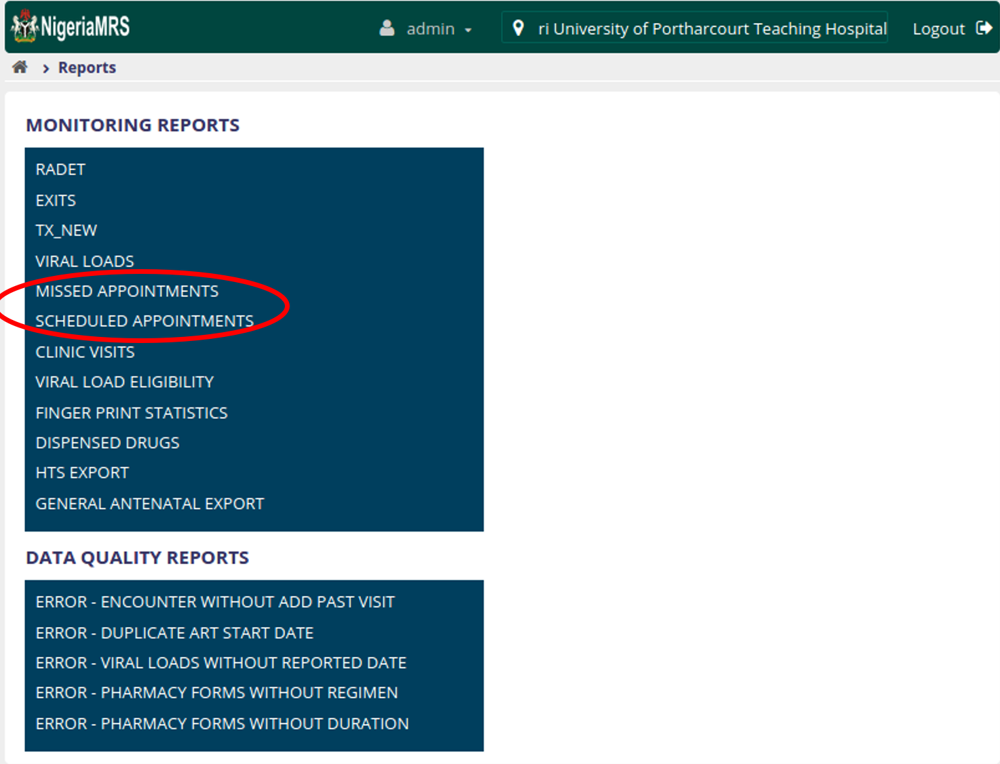 NigeriaMRS admin ri University of Portharcourt Teaching Hospital Logout
Reports
MONITORING REPORTS
RADET
EXITS
TX_NEW
VIRAL LOADS
MISSED APPOINTMENTS
SCHEDULED APPOINTMENTS
CLINIC VISITS
VIRAL LOAD ELIGIBILITY
FINGER PRINT STATISTICS
DISPENSED DRUGS
HTS EXPORT
GENERAL ANTENATAL EXPORT
DATA QUALITY REPORTS
ERROR - ENCOUNTER WITHOUT ADD PAST VISIT
ERROR - DUPLICATE ART START DATE
ERROR - VIRAL LOADS WITHOUT REPORTED DATE
ERROR - PHARMACY FORMS WITHOUT REGIMEN
ERROR - PHARMACY FORMS WITHOUT DURATION